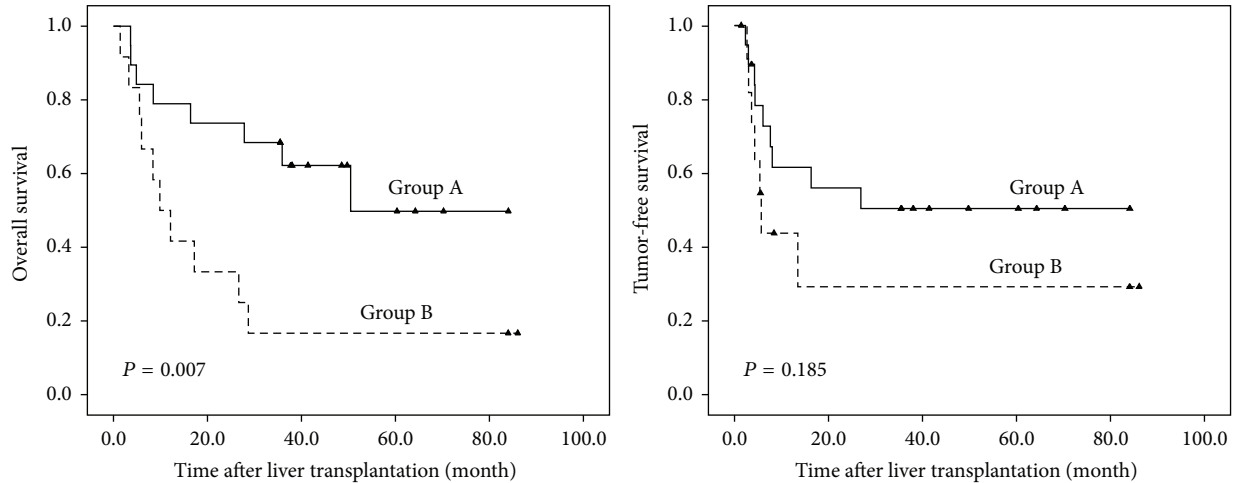 Overall survival
1.0
0.8
0.6
0.4
0.2
0.0
Group A
Group B
P = 0.007
0.0 20.0 40.0 60.0 80.0 100.0
Time after liver transplantation (month)
Tumor-free survival
1.0
0.8
0.6
0.4
0.2
0.0
Group A
Group B
P = 0.185
0.0 20.0 40.0 60.0 80.0 100.0
Time after liver transplantation (month)